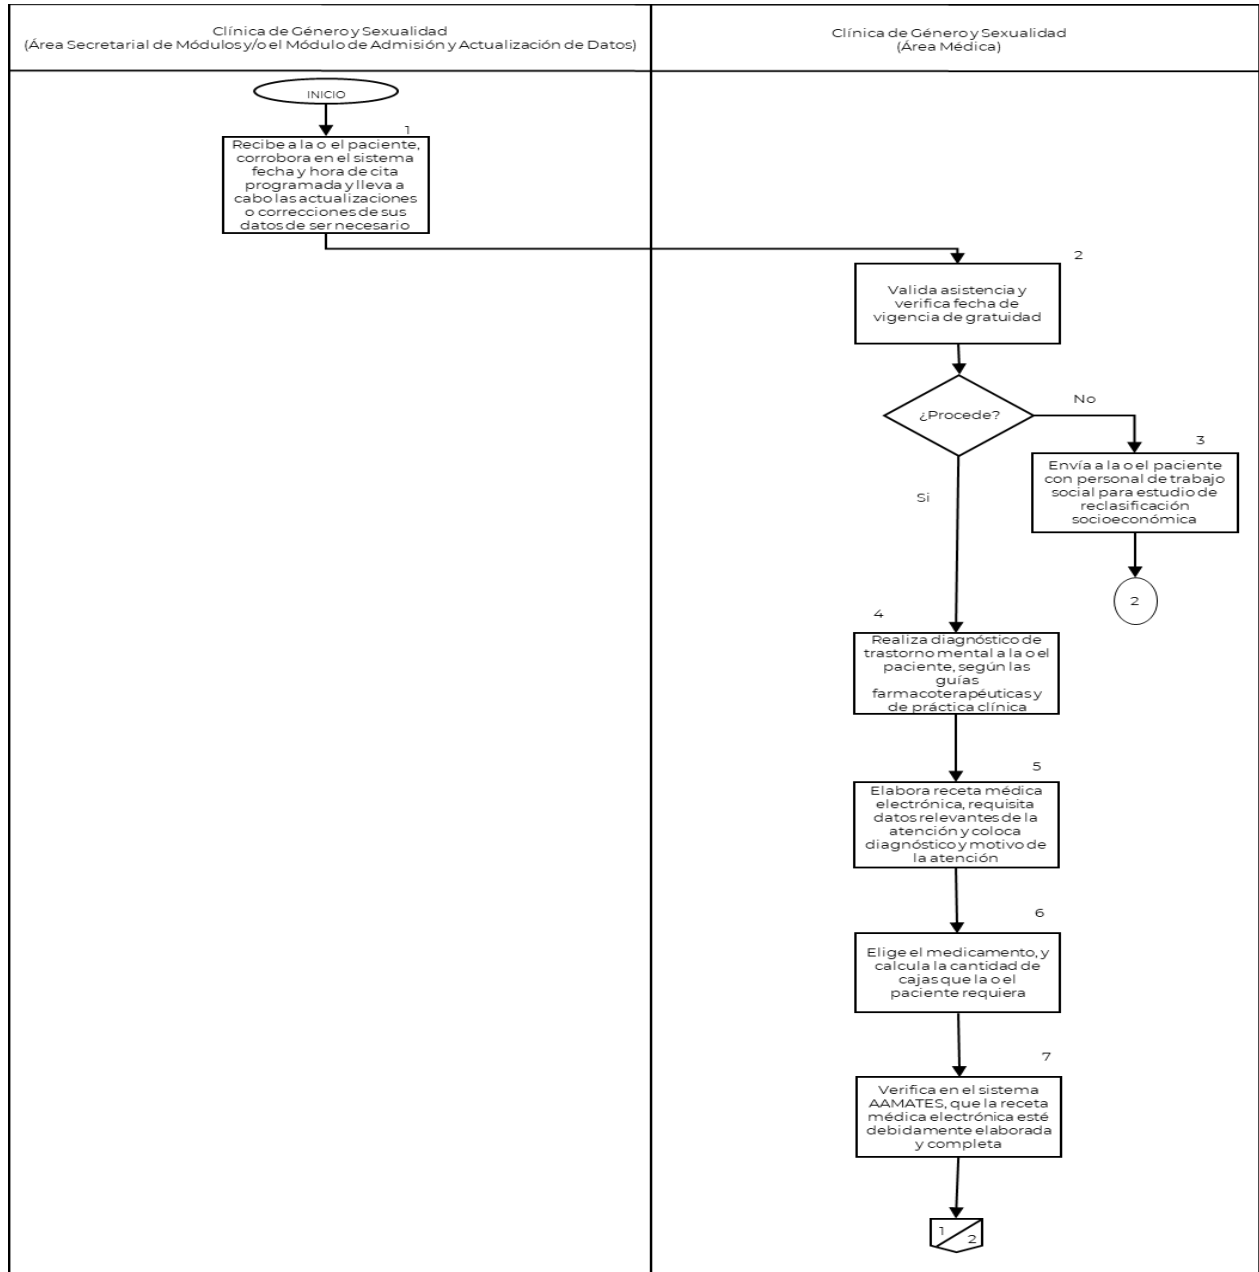 Clínica de Género y Sexualidad
(Área Secretarial de Módulos y/o el Módulo de Admisión y Actualización de Datos)
Clínica de Género y Sexualidad
(Área Médica)
INICIO
1
Recibe a la o el paciente,
corrobora en el sistema
fecha y hora de cita
programada y lleva a
cabo las actualizaciones
o correcciones de sus
datos de ser necesario
2
Valida asistencia y
verifica fecha de
vigencia de gratuidad
¿Procede?
No
3
Envía a la o el paciente
con personal de trabajo
social para estudio de
reclasificación
socioeconómica
Si
2
4
Realiza diagnóstico de
trastorno mental a la o el
paciente, según las
guías
farmacoterapéuticas y
de práctica clínica
5
Elabora receta médica
electrónica, requisita
datos relevantes de la
atención y coloca
diagnóstico y motivo de
la atención
6
Elige el medicamento, y
calcula la cantidad de
cajas que la o el
paciente requiera
7
Verifica en el sistema
AAMATES, que la receta
médica electrónica esté
debidamente elaborada
y completa
1
2